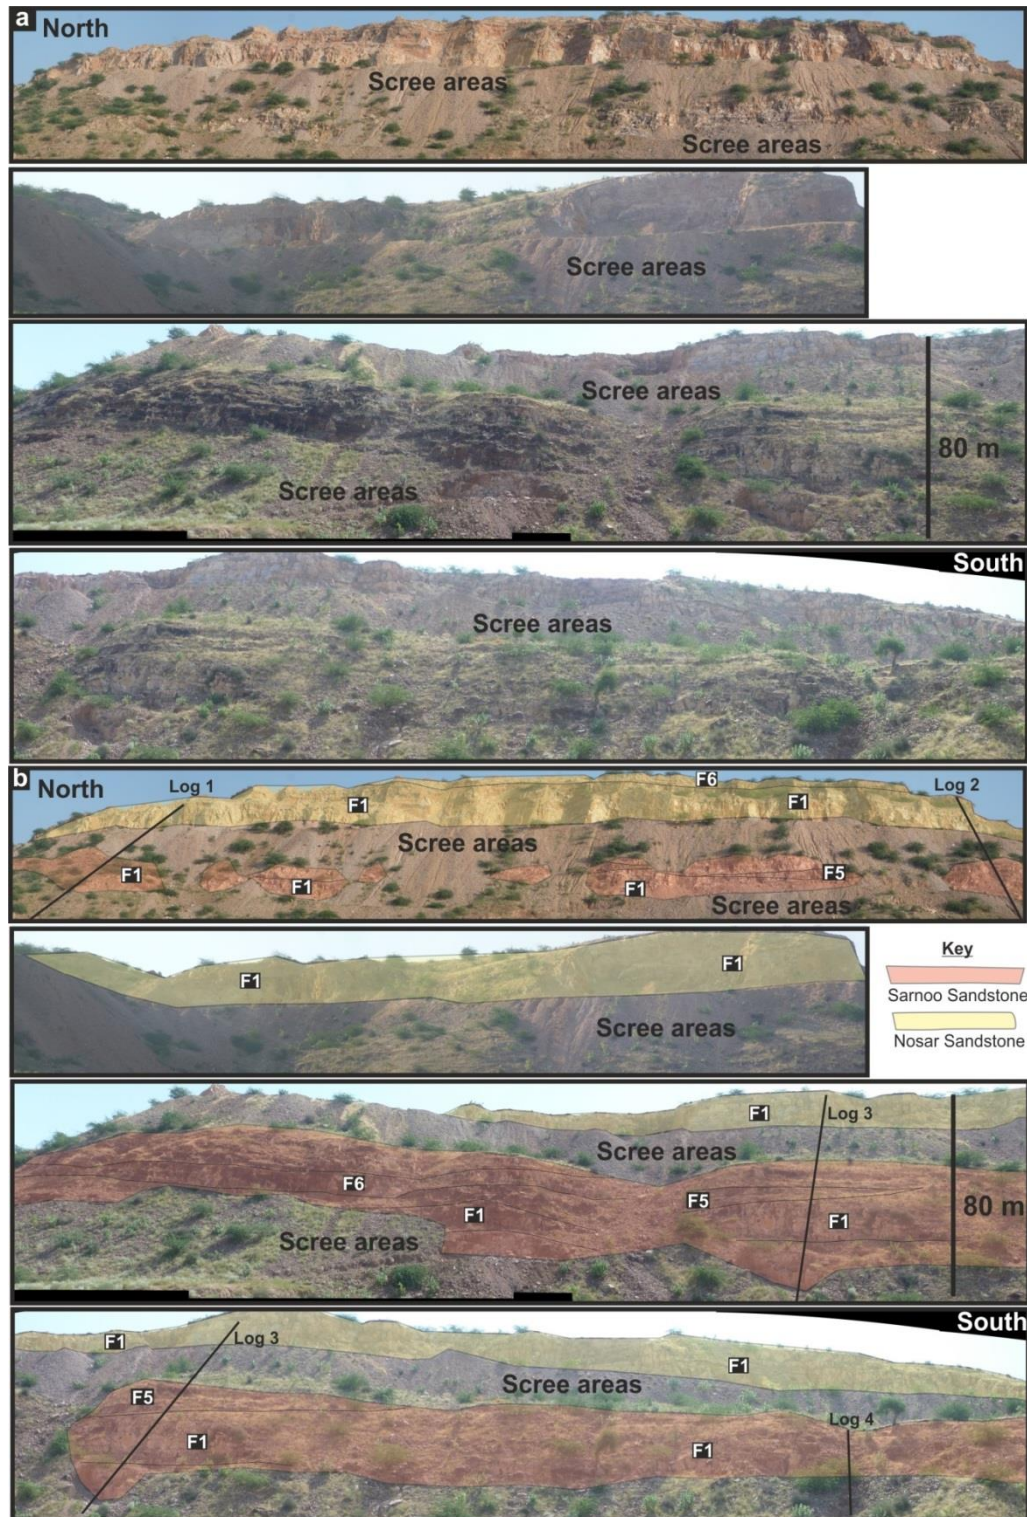 a
North
Scree areas
Scree areas
Scree areas
Scree areas
80 m
Scree areas
South
Scree areas
b
North
Log 1
F6
Log 2
F1
F1
Scree areas
F1
F1
F1
F5
Scree areas
F1
F1
Scree areas
Key
Sarnoo Sandstone
Nosar Sandstone
F1
Log 3
Scree areas
F6
F5
F1
F1
80 m
Scree areas
South
Log 3
F1
F1
Scree areas
F5
Log 4
F1
F1